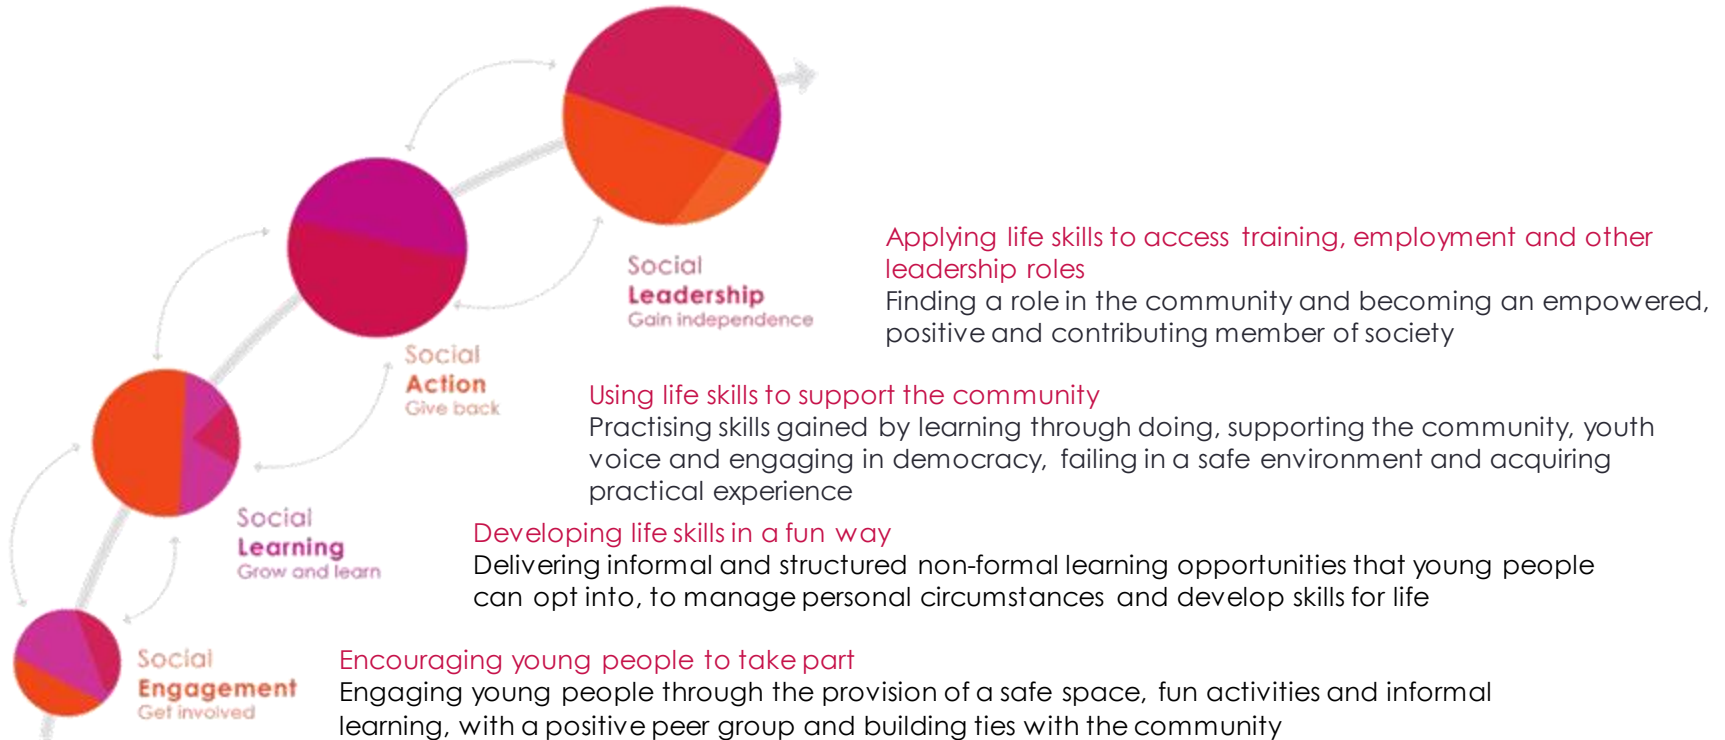 Social
Leadership
Gain independence
Applying life skills to access training, employment and other
leadership roles
Finding a role in the community and becoming an empowered,
positive and contributing member of society
Social
Action
Give back
Using life skills to support the community
Practising skills gained by learning through doing, supporting the community, youth
voice and engaging in democracy, failing in a safe environment and acquiring
practical experience
Social
Learning
Grow and learn
Developing life skills in a fun way
Delivering informal and structured non-formal learning opportunities that young people
can opt into, to manage personal circumstances and develop skills for life
Social
Engagement
Get involved
Encouraging young people to take part
Engaging young people through the provision of a safe space, fun activities and informal
learning, with a positive peer group and building ties with the community